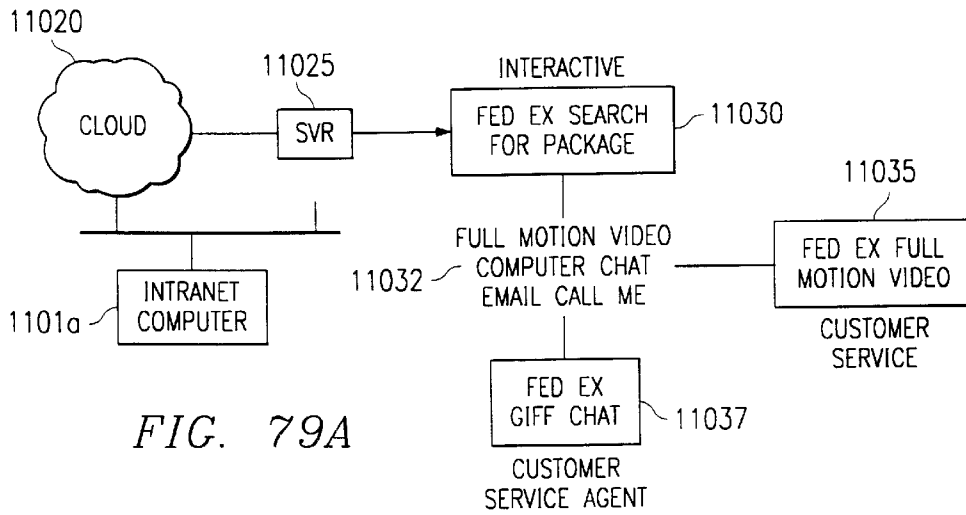 11020
CLOUD
11025
SVR
INTERACTIVE
FED EX SEARCH
FOR PACKAGE
11030
11035
FULL MOTION VIDEO
COMPUTER CHAT
EMAIL CALL ME
11032
FED EX FULL
MOTION VIDEO
CUSTOMER
SERVICE
INTRANET
COMPUTER
1101a
FED EX
GIFF CHAT
11037
CUSTOMER
SERVICE AGENT
FIG. 79A